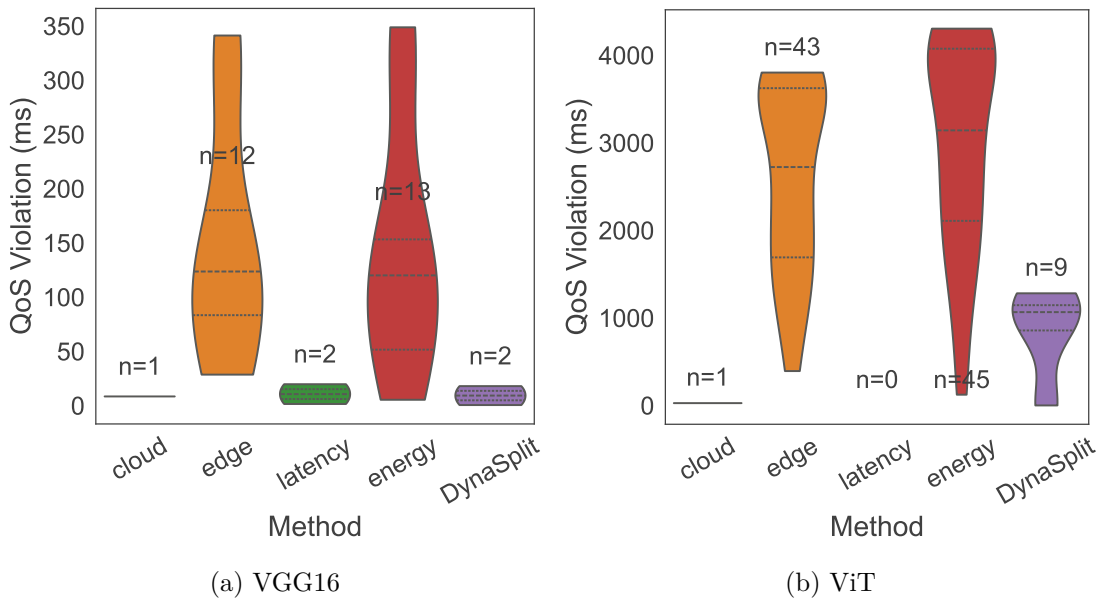 QoS Violation (ms)
350
300
250
200
150
100
50
0
n=1
n=12
n=2
n=13
n=2
cloud
edge
latency
energy
DynaSplit
Method
(a) VGG16
QoS Violation (ms)
4000
3000
2000
1000
0
n=1
n=43
n=0
n=45
n=9
cloud
edge
latency
energy
DynaSplit
Method
(b) ViT